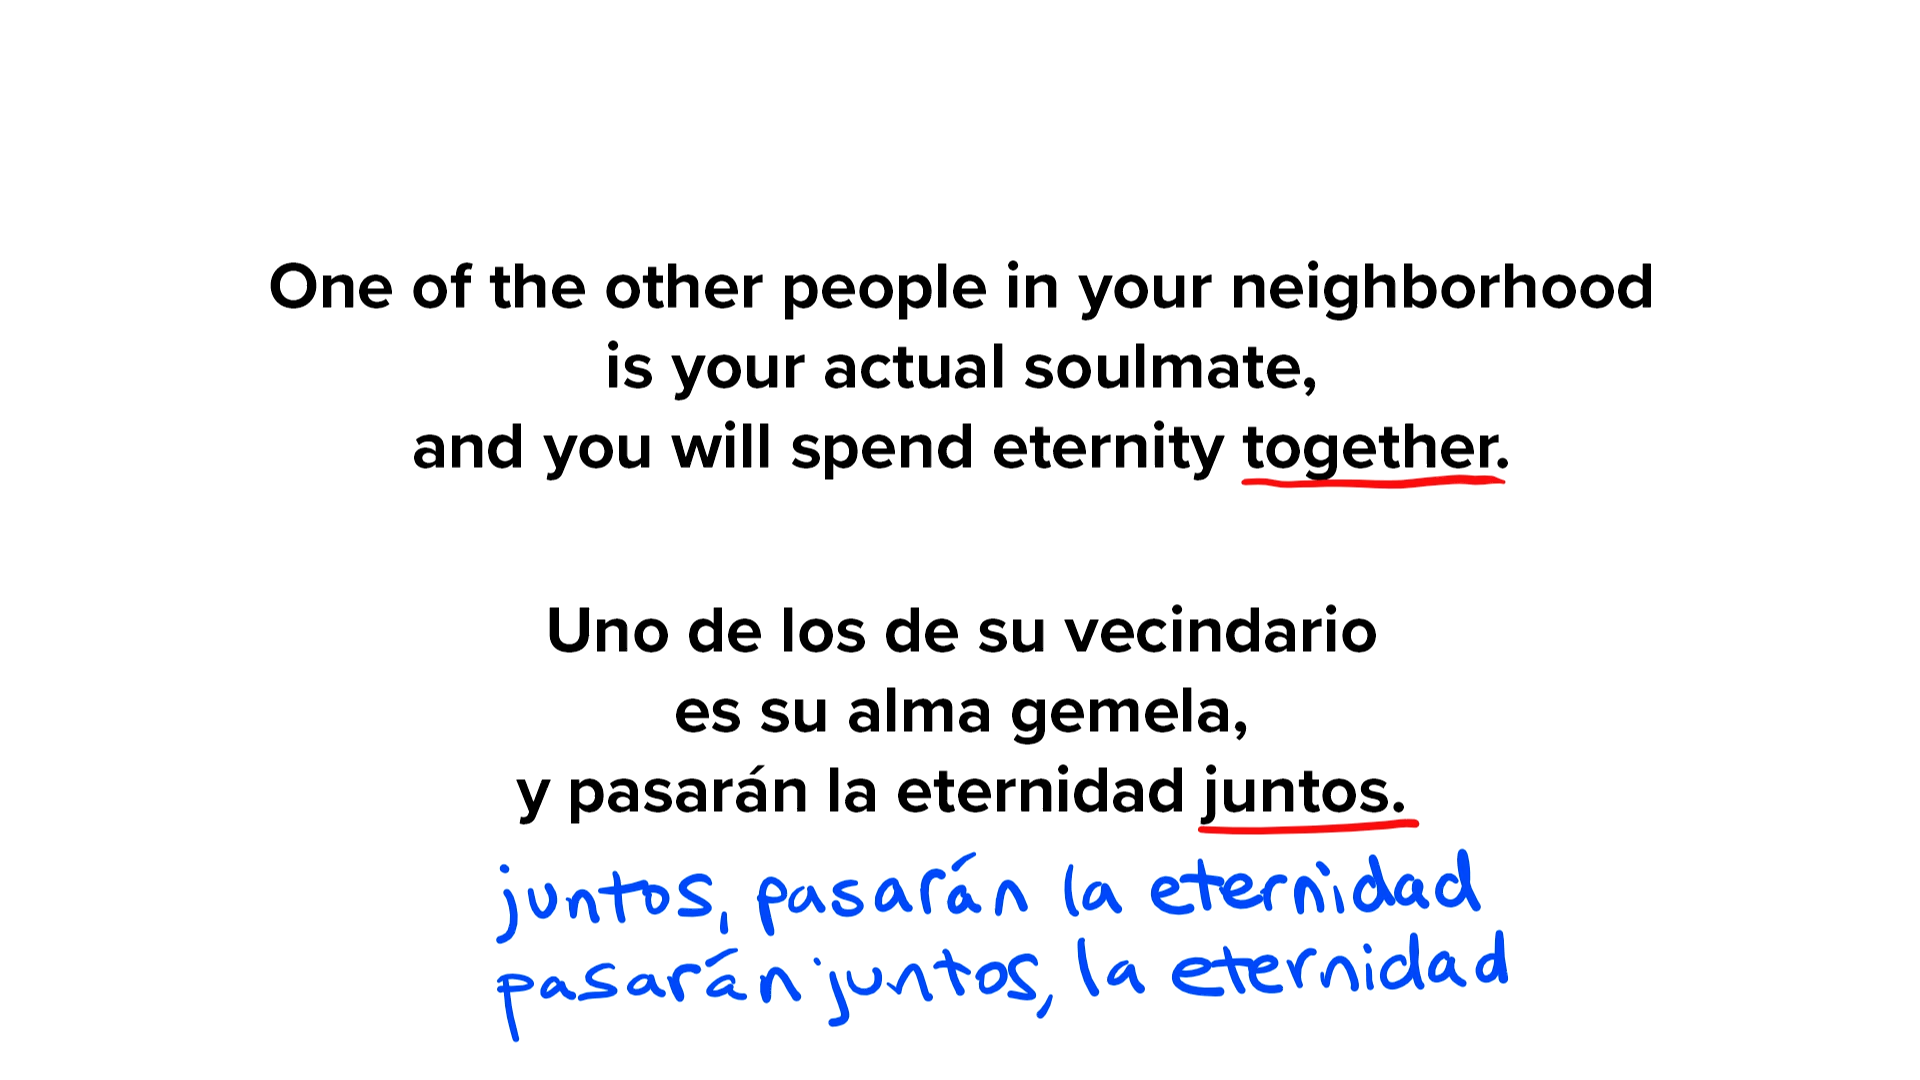 One of the other people in your neighborhood
is your actual soulmate,
and you will spend eternity together.
Uno de los de su vecindario
es su alma gemela,
y pasarán la eternidad juntos.
juntos, pasarán la eternidad
pasarán juntos, la eternidad